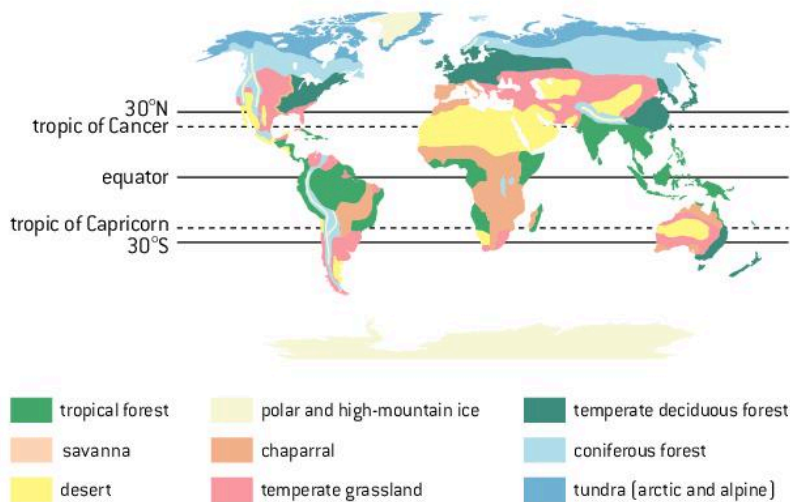 30°N
tropic of Cancer
equator
tropic of Capricorn
30°S
tropical forest
polar and high-mountain ice
temperate deciduous forest
savanna
chaparral
coniferous forest
desert
temperate grassland
tundra (arctic and alpine)